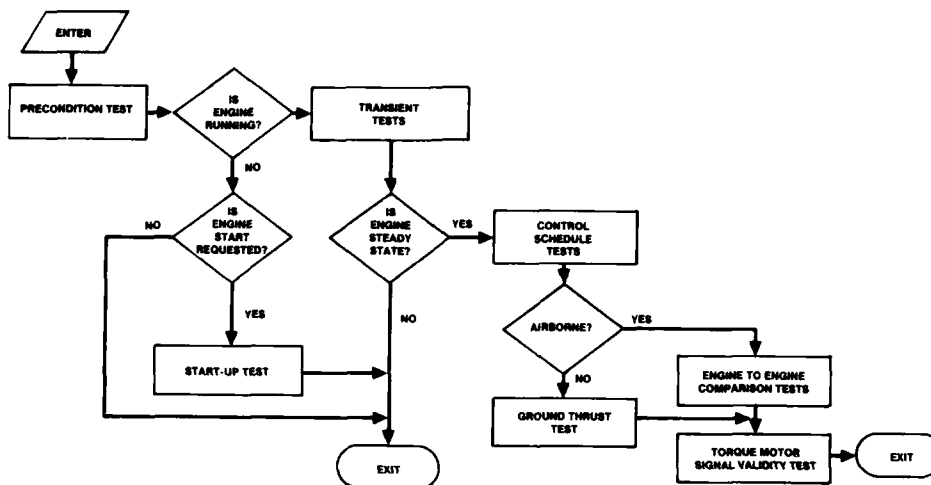 ENTER
PRECONDITION TEST
IS
ENGINE
RUNNING?
TRANSIENT
TESTS
NO
NO
IS
ENGINE
START
REQUESTED?
IS
ENGINE
STEADY
STATE?
YES
CONTROL
SCHEDULE
TESTS
YES
NO
AIRBORNE?
YES
START-UP TEST
NO
ENGINE TO ENGINE
COMPARISON TESTS
GROUND THRUST
TEST
EXIT
TORQUE MOTOR
SIGNAL VALIDITY TEST
EXIT